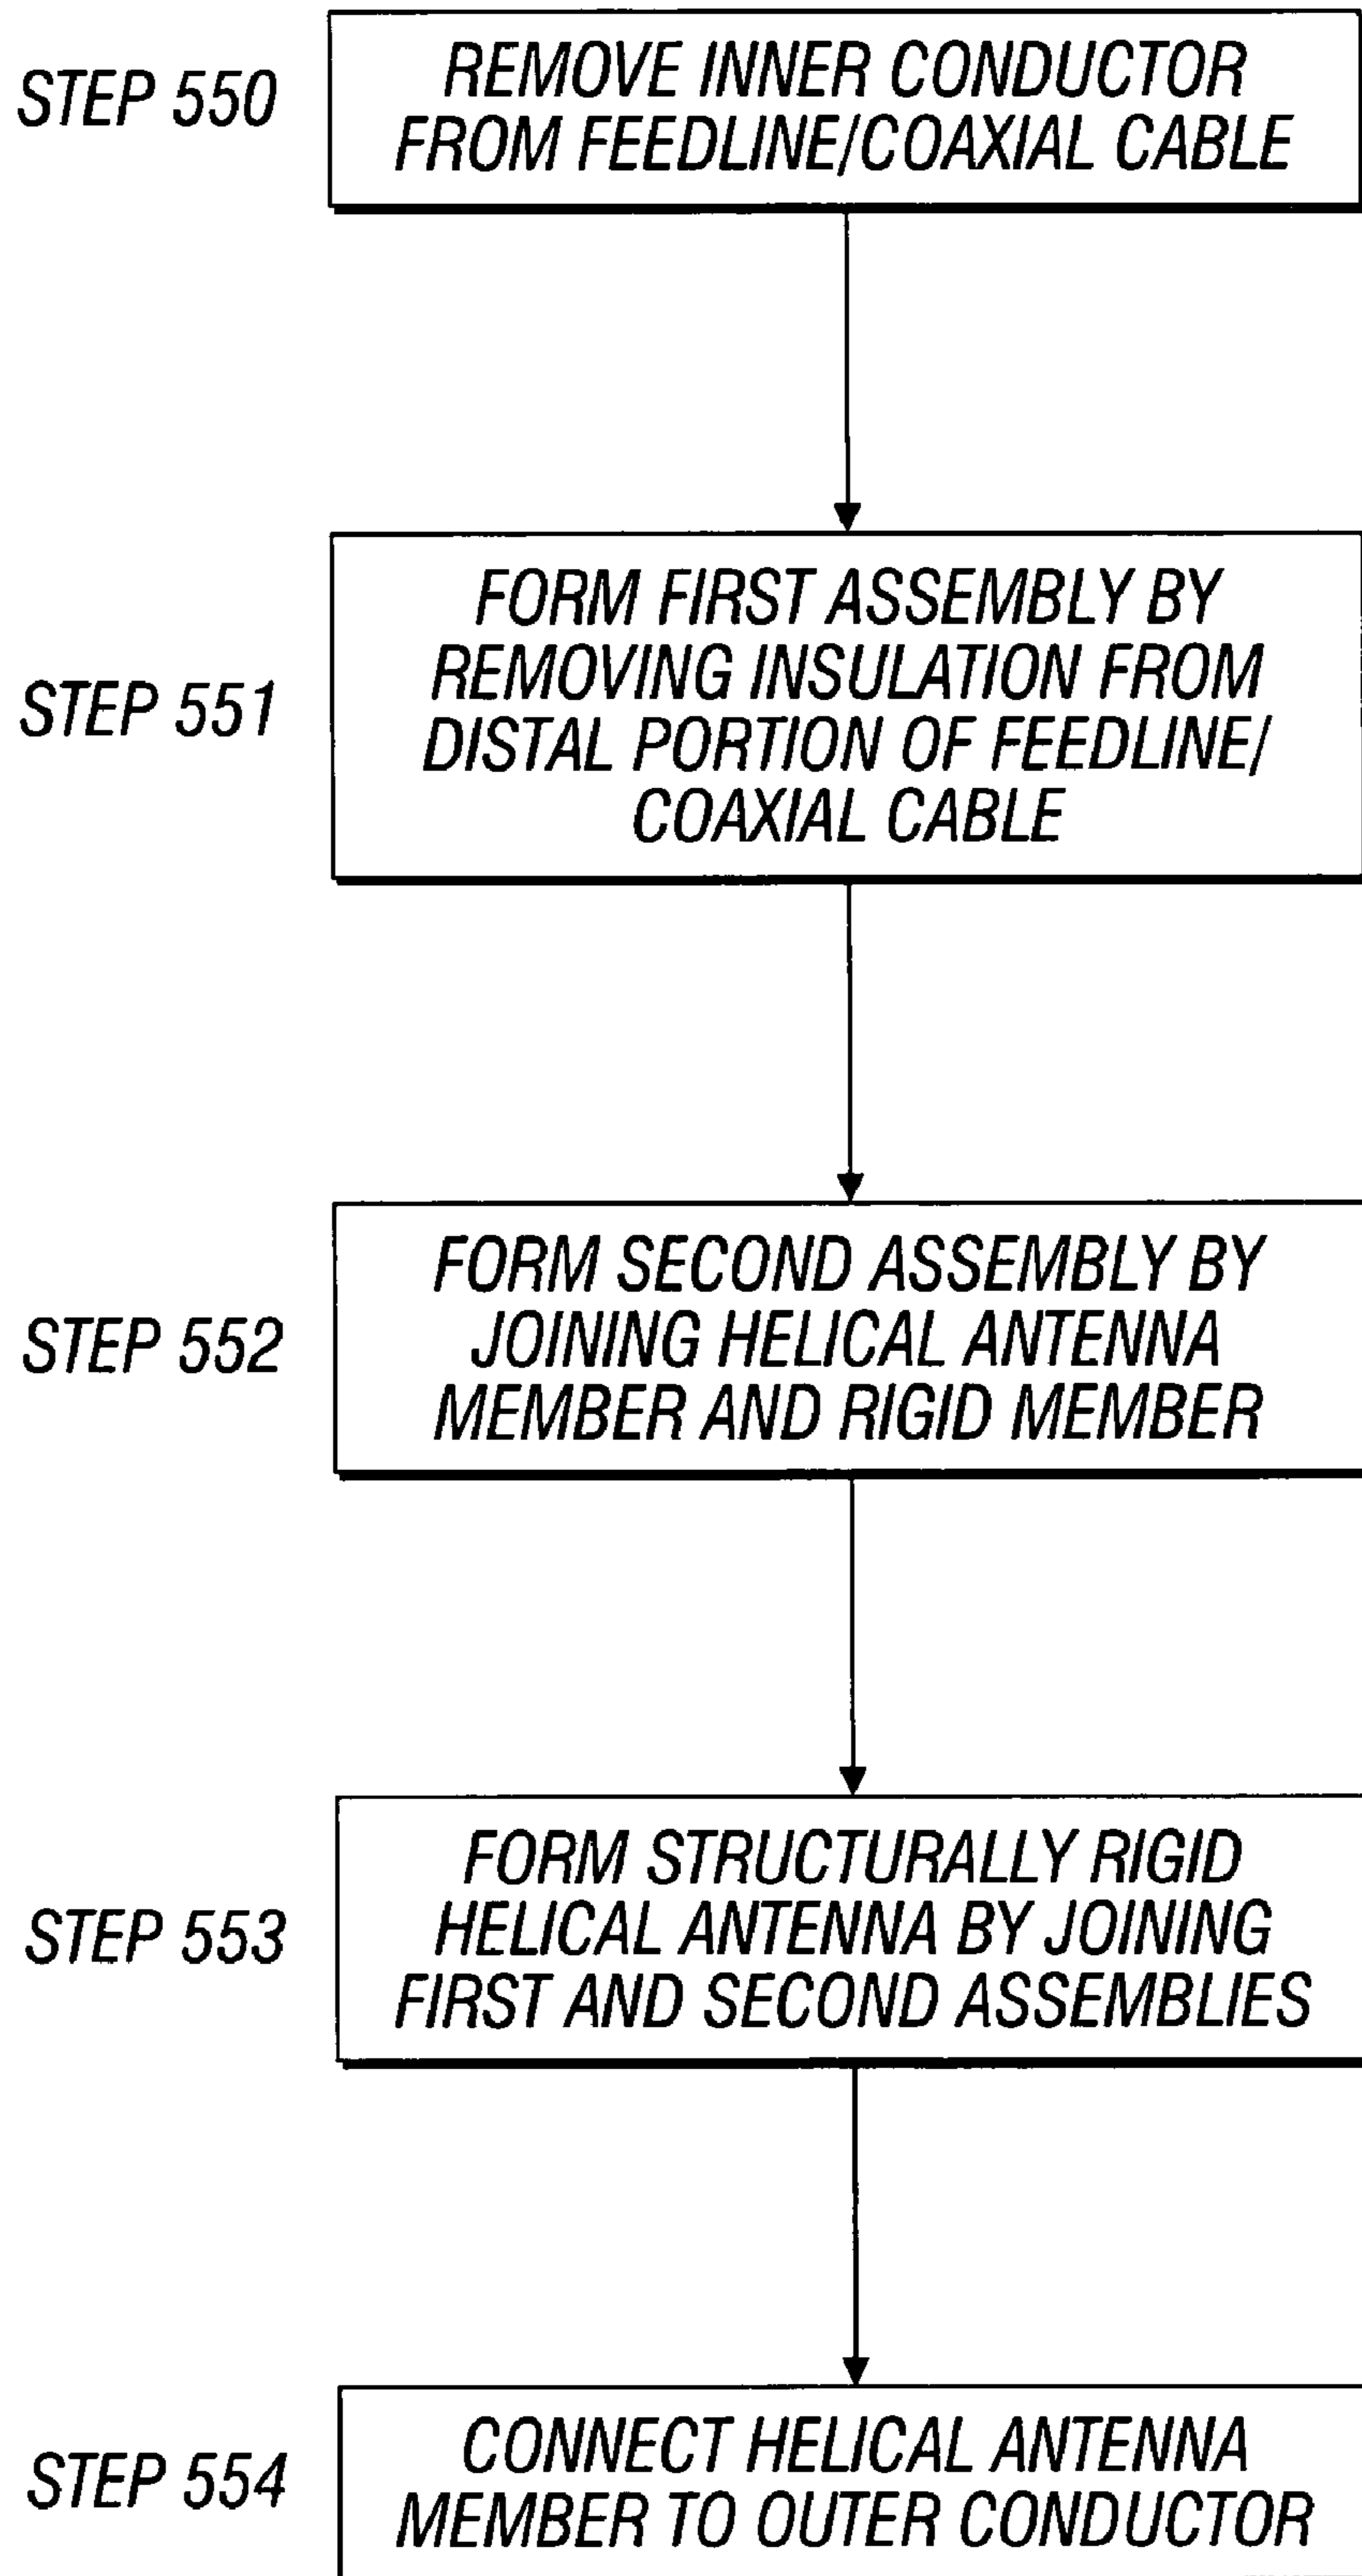 STEP 550
REMOVE INNER CONDUCTOR
FROM FEEDLINE/COAXIAL CABLE
STEP 551
FORM FIRST ASSEMBLY BY
REMOVING INSULATION FROM
DISTAL PORTION OF FEEDLINE/
COAXIAL CABLE
STEP 552
FORM SECOND ASSEMBLY BY
JOINING HELICAL ANTENNA
MEMBER AND RIGID MEMBER
STEP 553
FORM STRUCTURALLY RIGID
HELICAL ANTENNA BY JOINING
FIRST AND SECOND ASSEMBLIES
STEP 554
CONNECT HELICAL ANTENNA
MEMBER TO OUTER CONDUCTOR